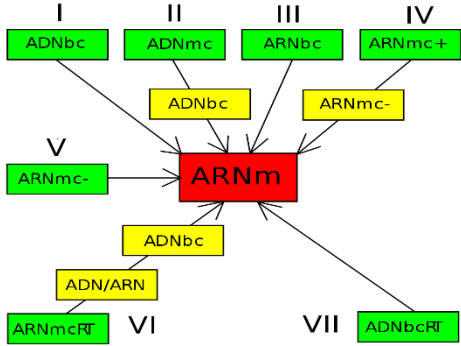 I
II
III
IV
ADNbc
ADNmc
ARNbc
ARNmc+
ADNbc
ARNmc-
V
ARNm
ARNmc-
ADNbc
ADN/ARN
ARNmcRT
VI
VII
ADNbcRT